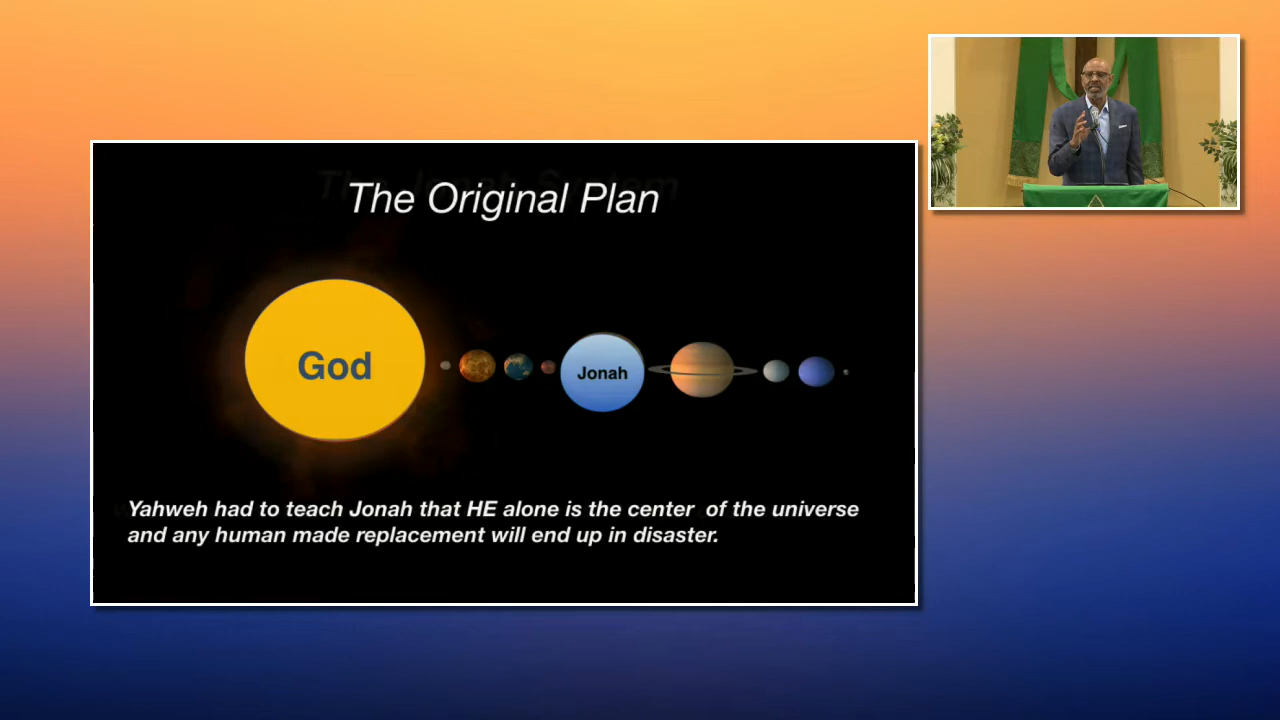 The Original Plan
God
Jonah
Yahweh had to teach Jonah that HE alone is the center of the universe
and any human made replacement will end up in disaster.